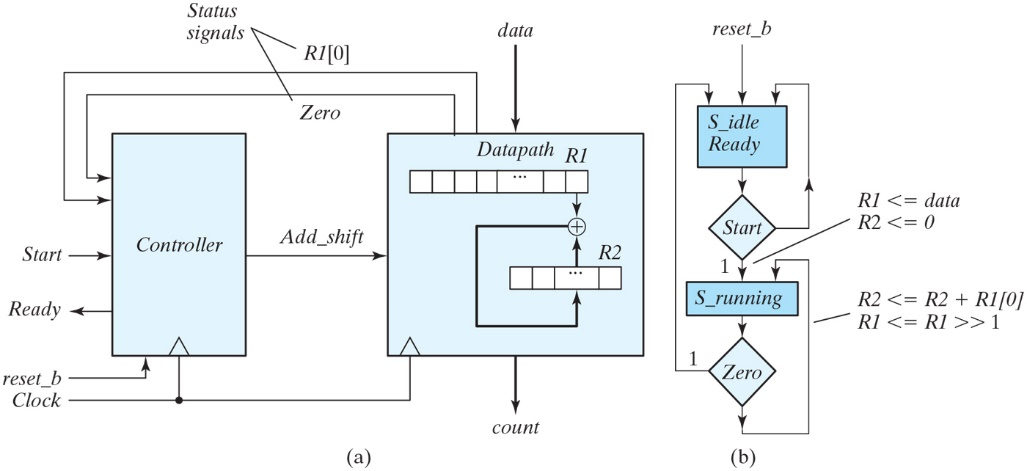 Status
signals
R1[0]
Zero
data
Datapath
R1
R2
Controller
Add_shift
Start
Ready
reset_b
Clock
count
(a)
reset_b
S_idle
Ready
Start
1
R1 <= data
R2 <= 0
S_running
R2 <= R2 + R1[0]
R1 <= R1 >> 1
1
Zero
(b)